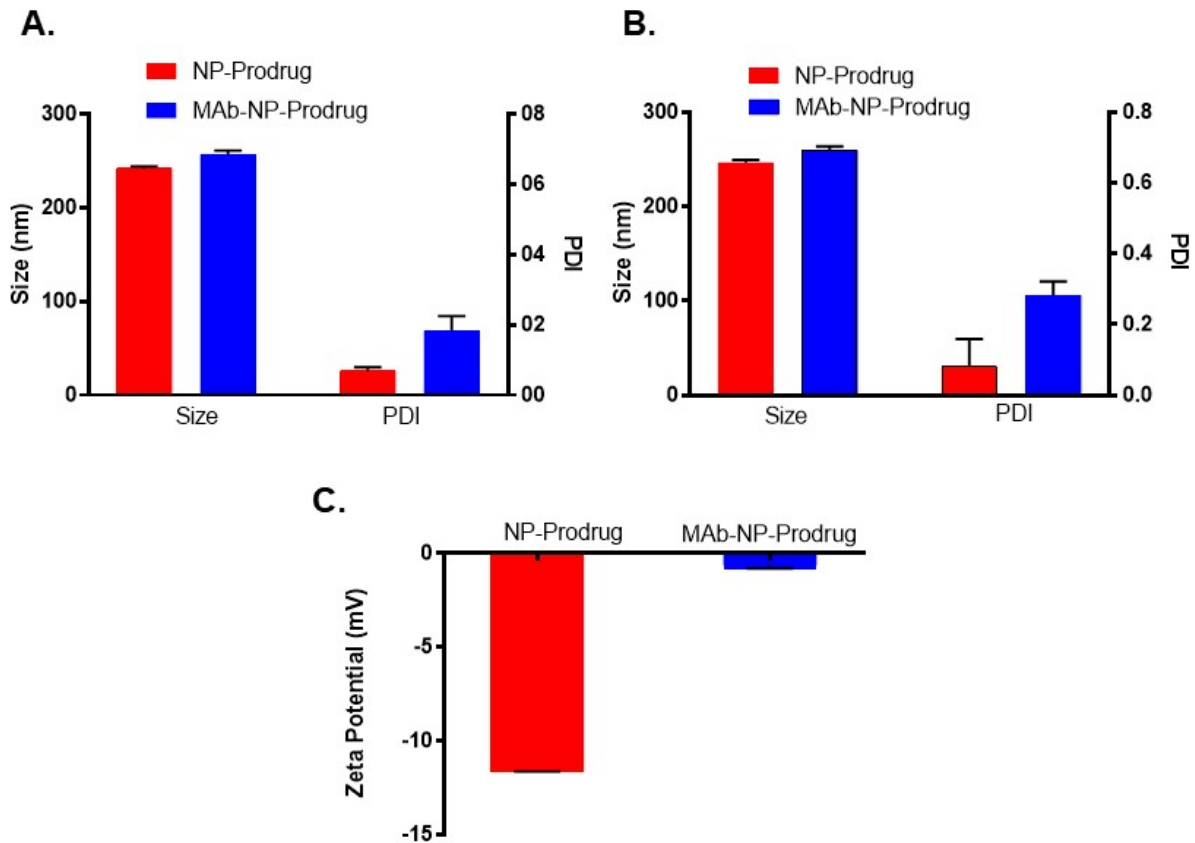 A.
NP-Prodrug
MAb-NP-Prodrug
300
200
100
0
Size (nm)
08
06
04
02
00
PDI
Size
PDI
B.
NP-Prodrug
MAb-NP-Prodrug
300
200
100
0
Size (nm)
0.8
0.6
0.4
0.2
0.0
PDI
Size
PDI
C.
NP-Prodrug
MAb-NP-Prodrug
0
-5
-10
-15
Zeta Potential (mV)